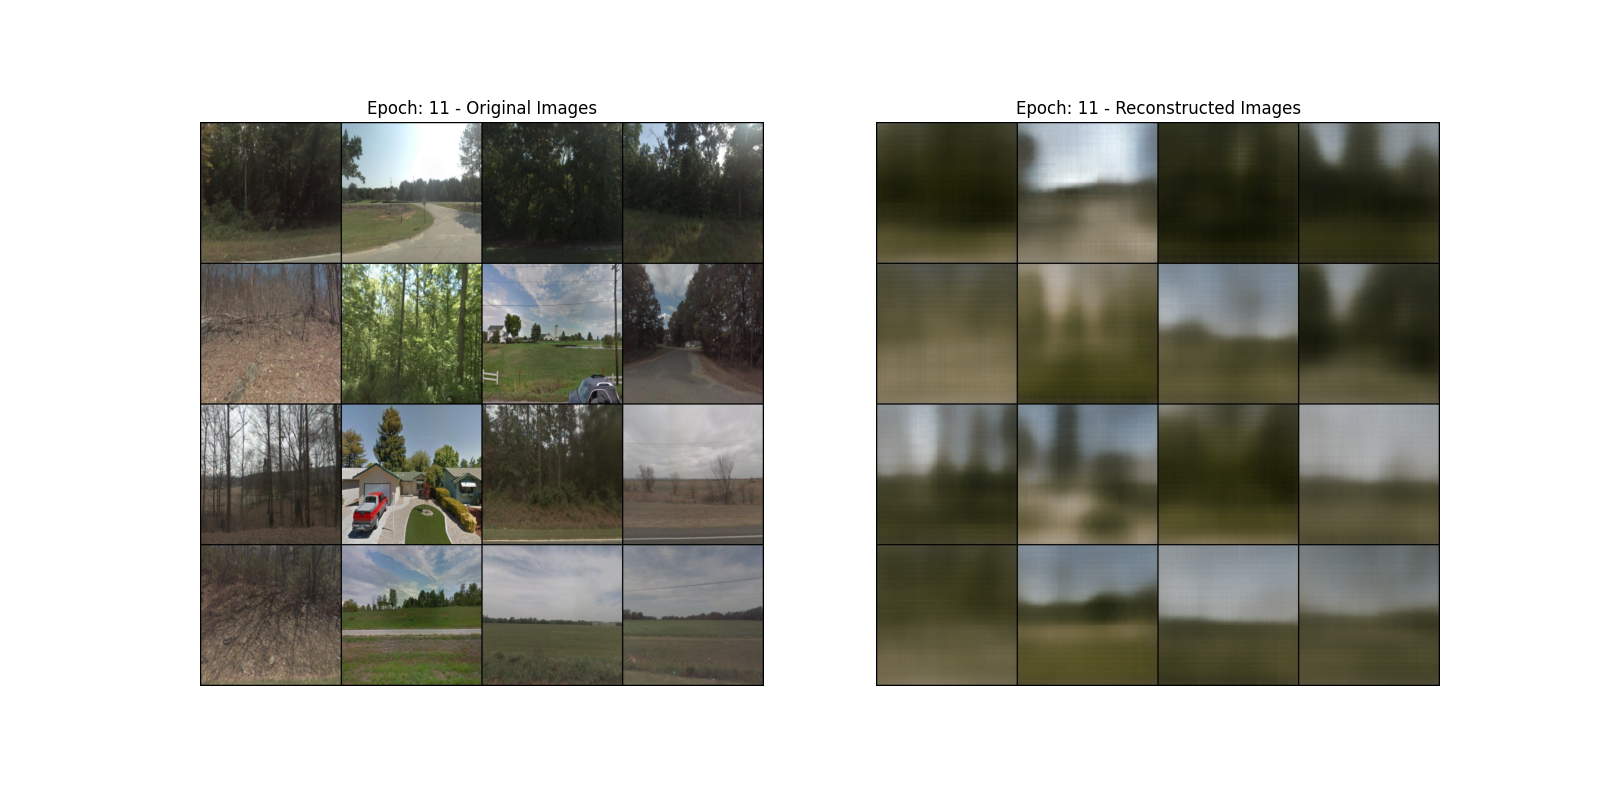 Epoch: 11 - Original Images
Epoch: 11 - Reconstructed Images